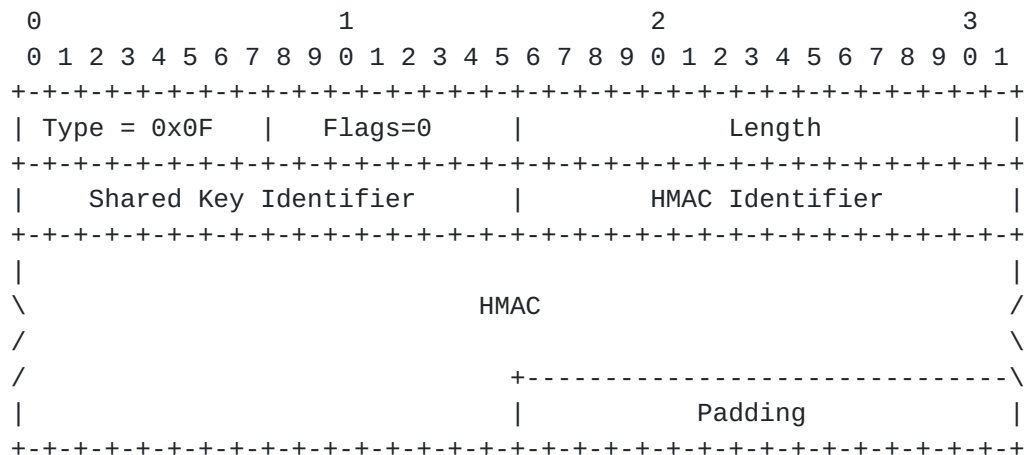 0                   1                   2                   3
 0 1 2 3 4 5 6 7 8 9 0 1 2 3 4 5 6 7 8 9 0 1 2 3 4 5 6 7 8 9 0 1
+-+-+-+-+-+-+-+-+-+-+-+-+-+-+-+-+-+-+-+-+-+-+-+-+-+-+-+-+-+-+-+-+
| Type = 0x0F   |   Flags=0     |             Length            |
+-+-+-+-+-+-+-+-+-+-+-+-+-+-+-+-+-+-+-+-+-+-+-+-+-+-+-+-+-+-+-+-+
|    Shared Key Identifier      |        HMAC Identifier        |
+-+-+-+-+-+-+-+-+-+-+-+-+-+-+-+-+-+-+-+-+-+-+-+-+-+-+-+-+-+-+-+-+
|                                                               |
\                             HMAC                              /
/                                                               \
/                               +-------------------------------\
|                               |           Padding             |
+-+-+-+-+-+-+-+-+-+-+-+-+-+-+-+-+-+-+-+-+-+-+-+-+-+-+-+-+-+-+-+-+